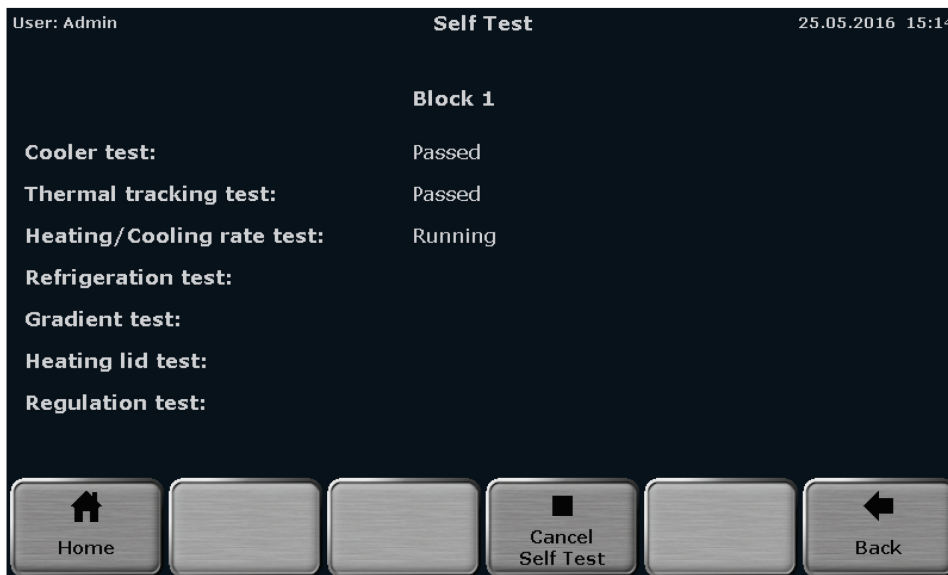 User: Admin Self Test 25.05.2016 15:14
Block 1
Cooler test: Passed
Thermal tracking test: Passed
Heating/Cooling rate test: Running
Refrigeration test:
Gradient test:
Heating lid test:
Regulation test:
Home
Cancel
Self Test
Back